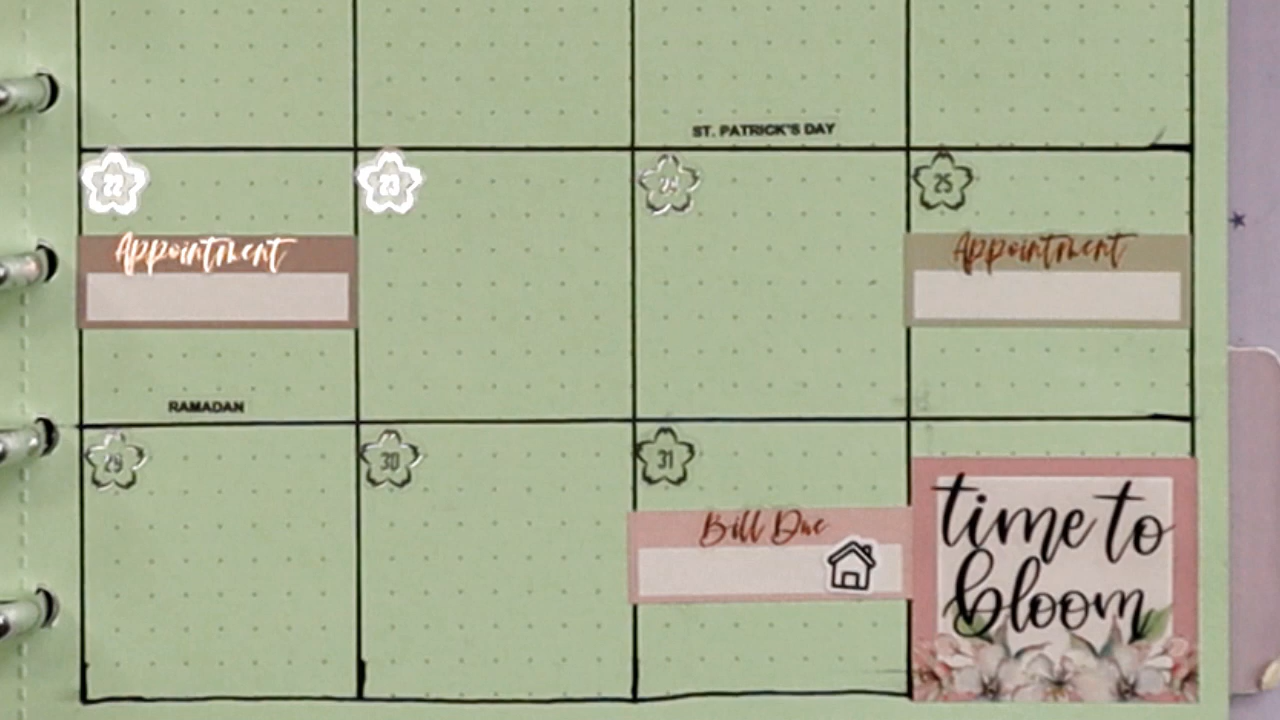 ST. PATRICK'S DAY
22
23
24
25
Appointment
Appointment
RAMADAN
29
30
31
Bill Due
time to
bloom